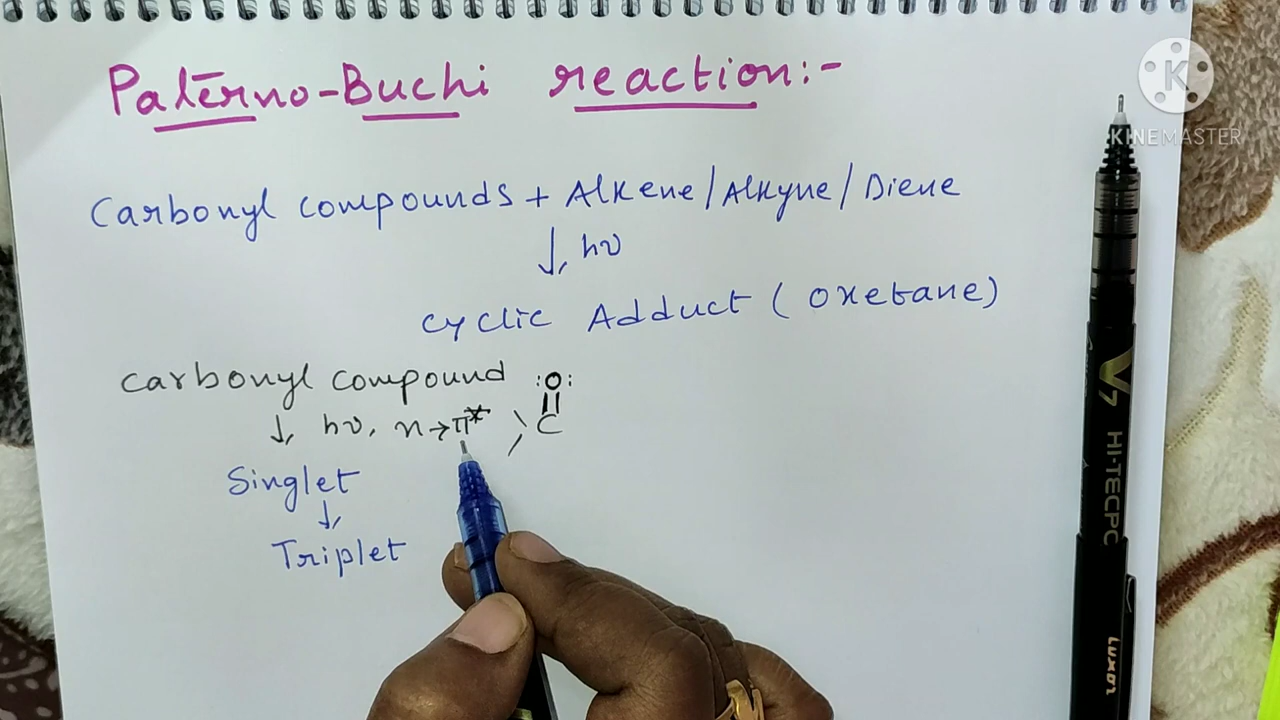 Paterno-Buchi reaction:-
Carbonyl compounds + Alkene/Alkyne/Diene
↓, hν
cyclic Adduct ( Oxetane)
carbonyl compound
:O:
||
C
↓, hν, n→π*
Singlet
↓,
Triplet
K
KINEMASTER
V7
HI-TECPC
LUXOR